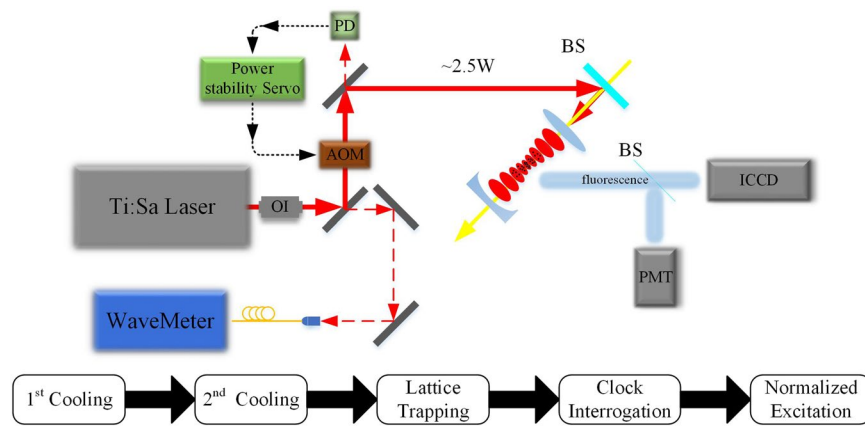 PD
Power
stability Servo
~2.5W
BS
AOM
BS
fluorescence
ICCD
Ti:Sa Laser
OI
PMT
WaveMeter
1st Cooling
2nd Cooling
Lattice
Trapping
Clock
Interrogation
Normalized
Excitation